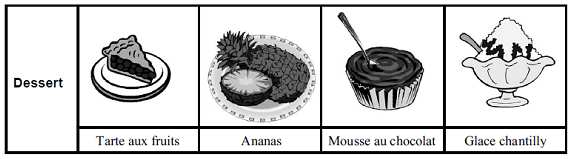 Dessert
Tarte aux fruits
Ananas
Mousse au chocolat
Glace chantilly